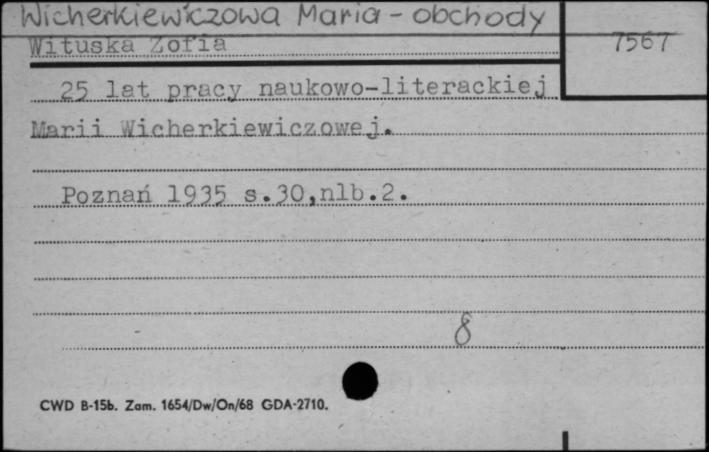 Wicherkiewiczowa Maria - obchody
Wituska Zofia
7567
25 lat pracy naukowo-literackiej
Marii Wicherkiewiczowej.
Poznań 1935 s.30,nlb.2.
8
CWD B-15b. Zam. 1654/Dw/On/68 GDA-2710.